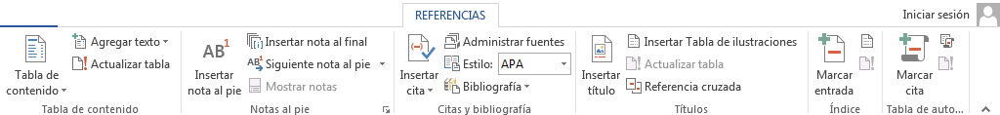 REFERENCIAS
Iniciar sesión
Tabla de
contenido
Agregar texto
Actualizar tabla
Tabla de contenido
AB1
Insertar
nota al pie
Insertar nota al final
AB1 Siguiente nota al pie
Mostrar notas
Notas al pie
Insertar
cita
Administrar fuentes
Estilo: APA
Bibliografía
Citas y bibliografía
Insertar
título
Insertar Tabla de ilustraciones
Actualizar tabla
Referencia cruzada
Títulos
Marcar
entrada
Índice
Marcar
cita
Tabla de auto...